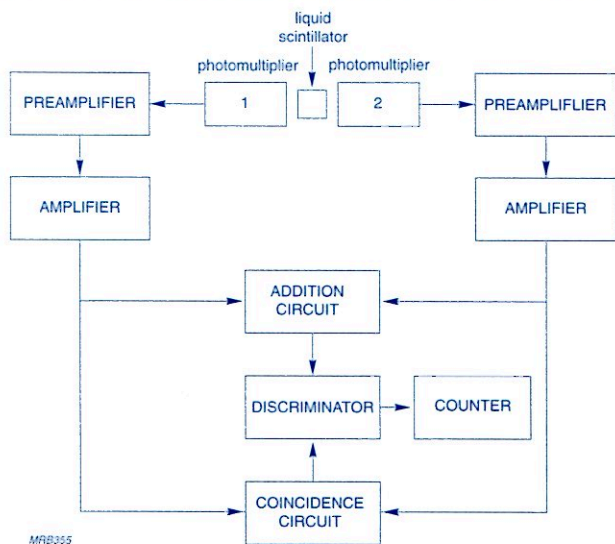 liquid
scintillator
photomultiplier
photomultiplier
PREAMPLIFIER
1
2
PREAMPLIFLIER
AMPLIFIER
AMPLIFIER
ADDITION
CIRCUIT
DISCRIMINATOR
COUNTER
COINCIDENCE
CIRCUIT
MRB355